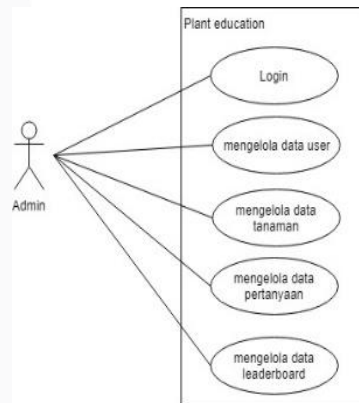 Plant education
Login
mengelola data user
Admin
mengelola data
tanaman
mengelola data
pertanyaan
mengelola data
leaderboard